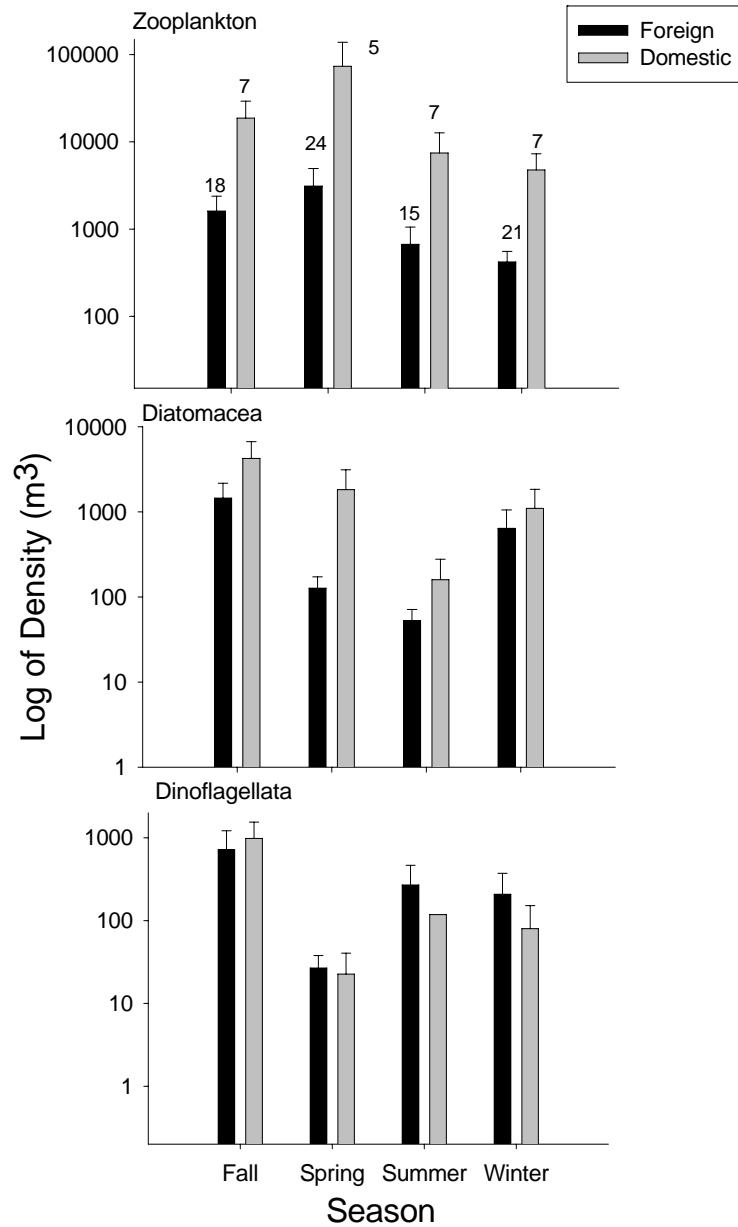 Zooplankton
Foreign
Domestic
100000
10000
1000
100
18
7
24
5
15
7
21
7
Diatomacea
10000
1000
100
10
1
Log of Density (m3)
Dinoflagellata
1000
100
10
1
Fall Spring Summer Winter
Season